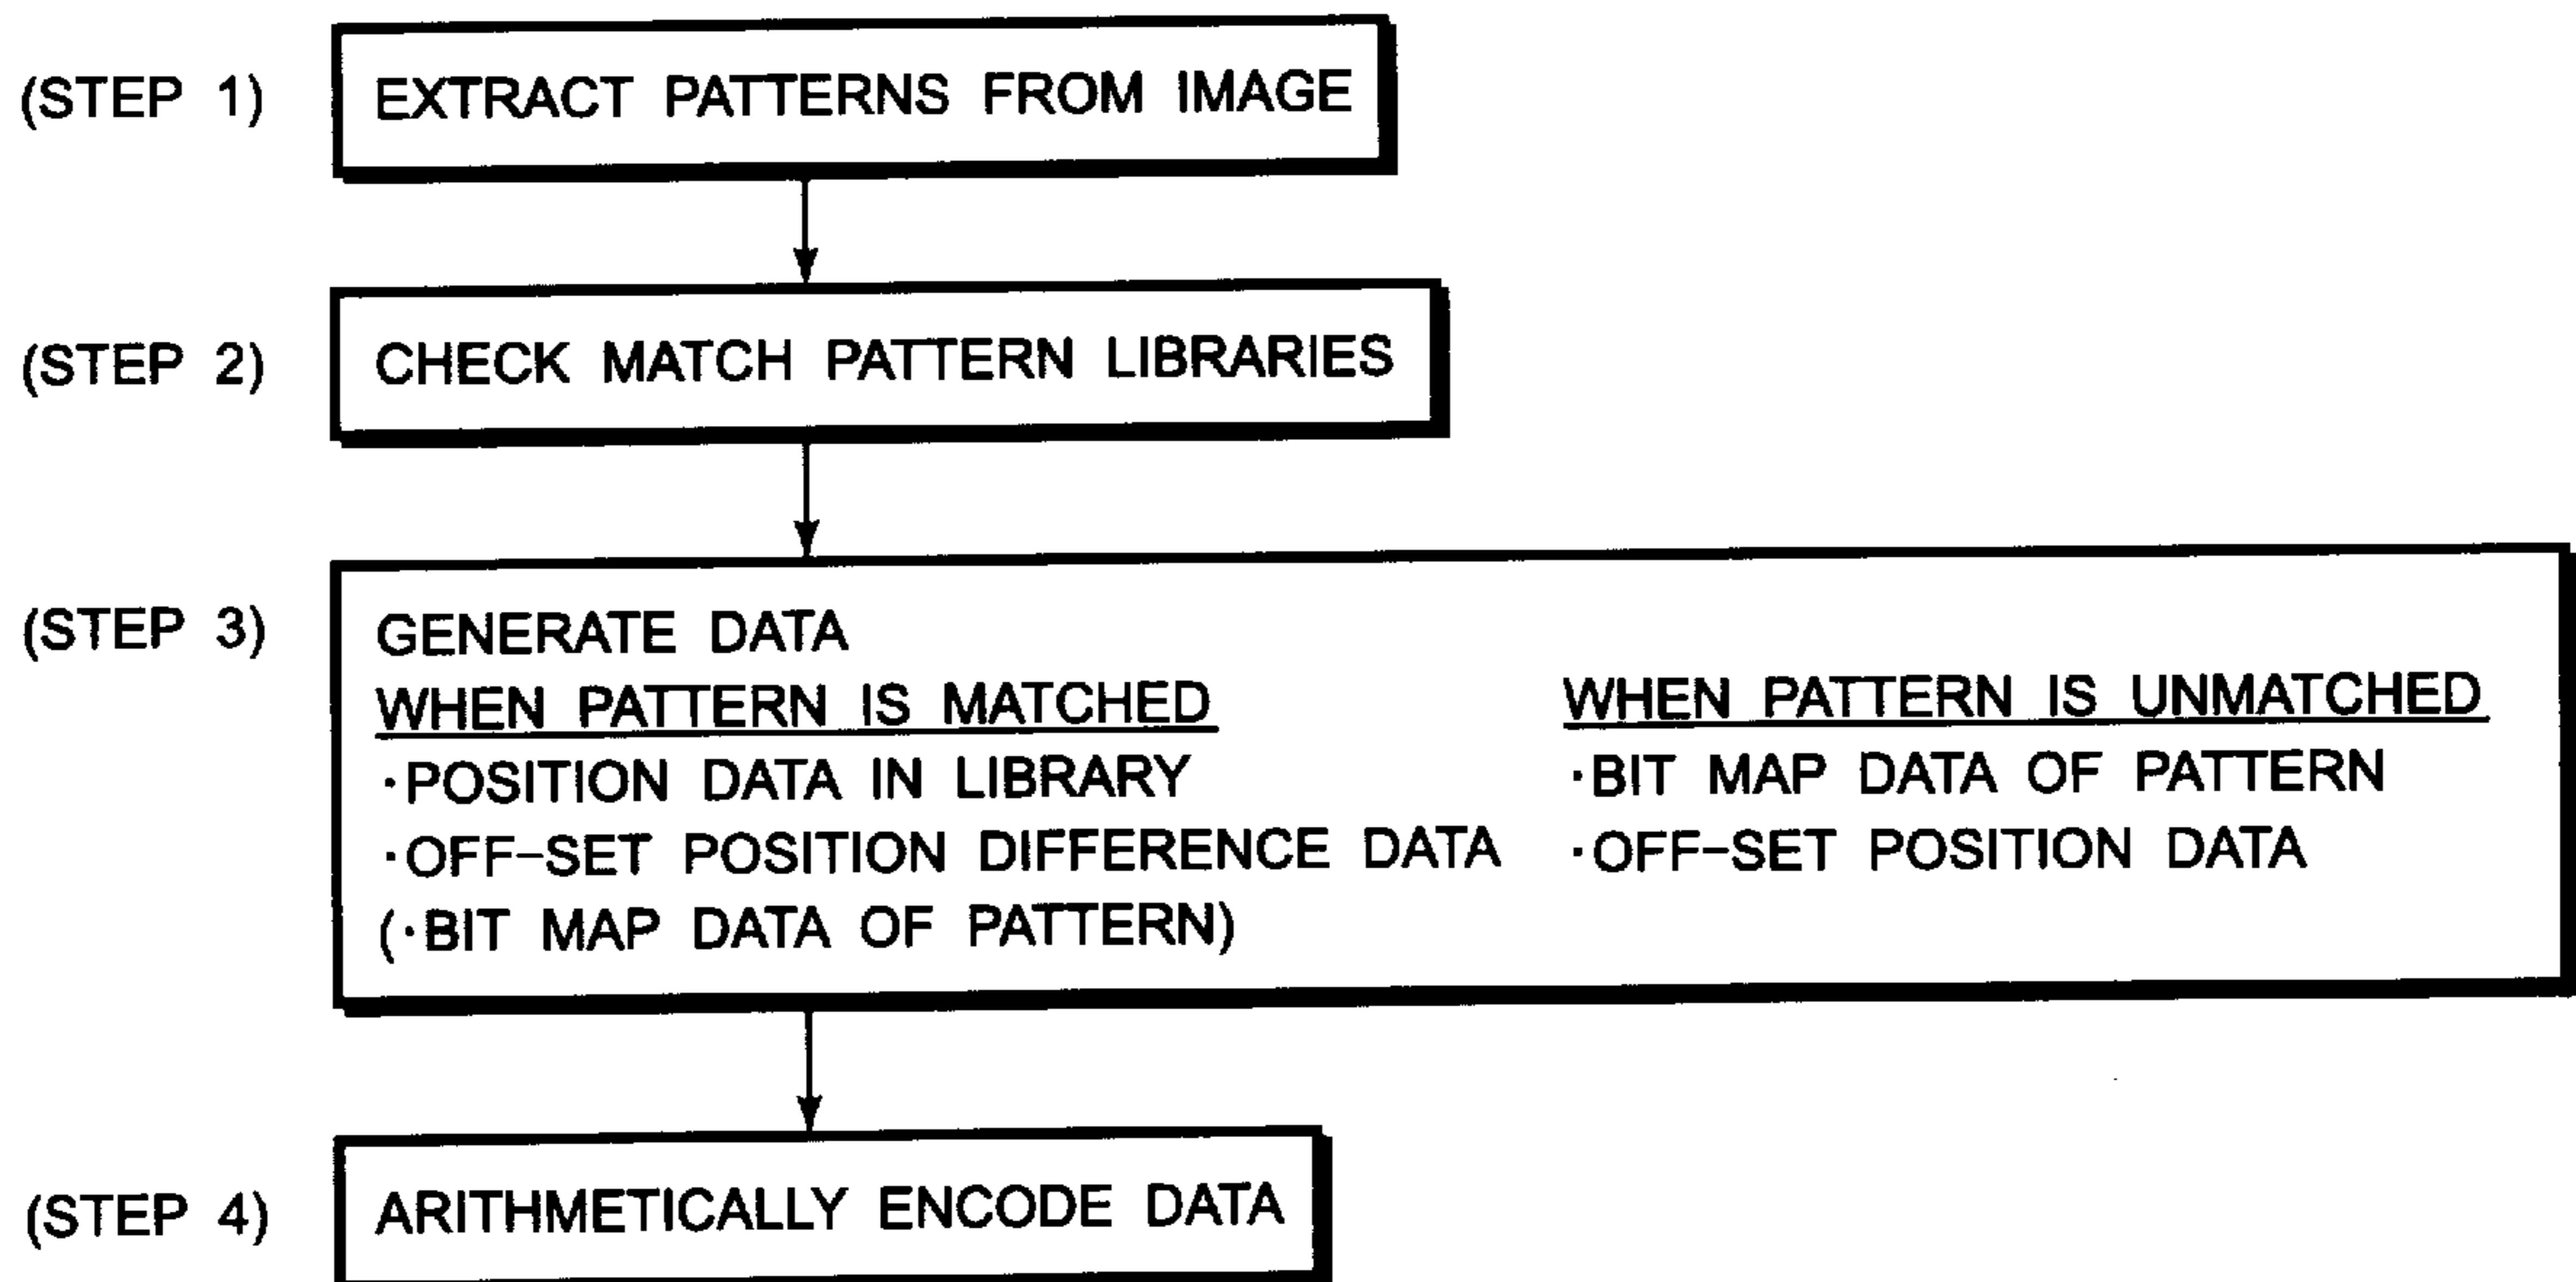 (STEP 1) EXTRACT PATTERNS FROM IMAGE
(STEP 2) CHECK MATCH PATTERN LIBRARIES
(STEP 3) GENERATE DATA
WHEN PATTERN IS MATCHED WHEN PATTERN IS UNMATCHED
·POSITION DATA IN LIBRARY ·BIT MAP DATA OF PATTERN
·OFF-SET POSITION DIFFERENCE DATA ·OFF-SET POSITION DATA
(·BIT MAP DATA OF PATTERN)
(STEP 4) ARITHMETICALLY ENCODE DATA